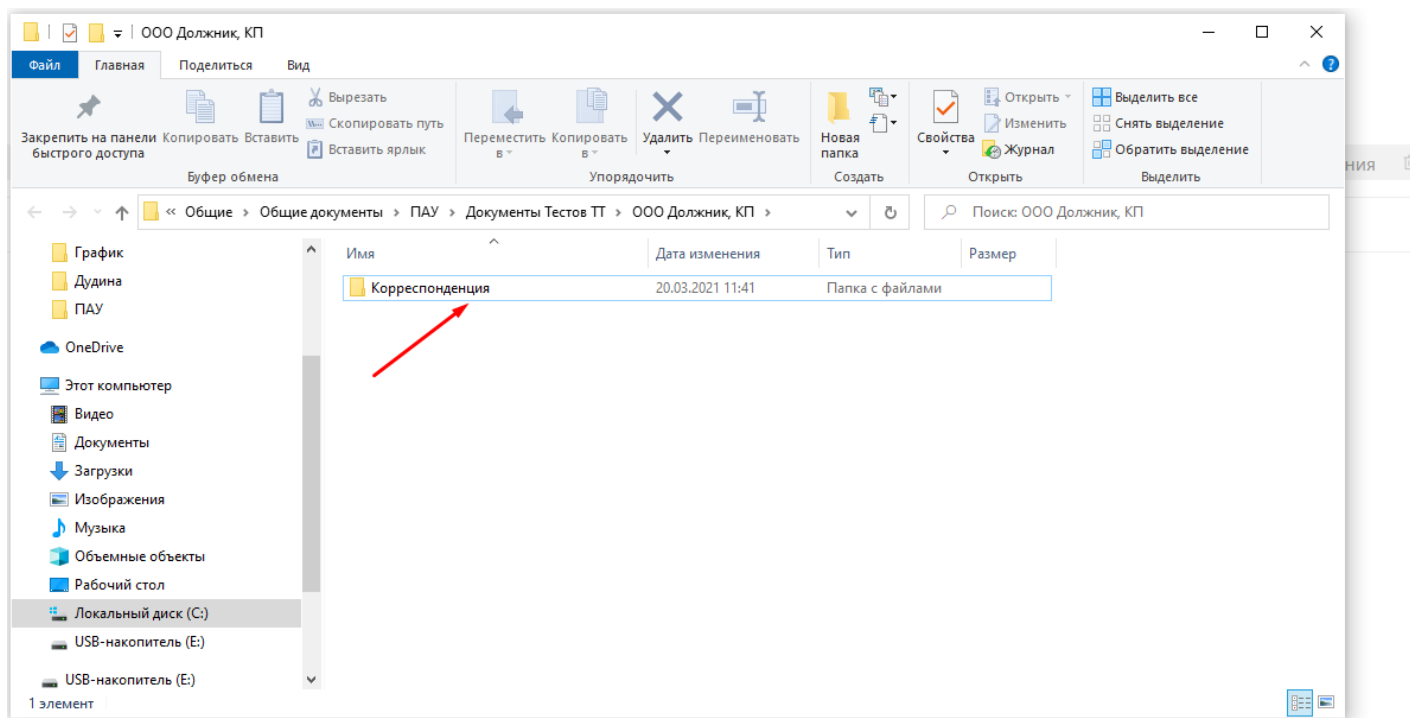 ООО Должник, КП
Файл Главная Поделиться Вид
Закрепить на панели быстрого доступа
Копировать
Вставить
Вырезать
Скопировать путь
Вставить ярлык
Буфер обмена
Переместить в
Копировать в
Удалить
Переименовать
Упорядочить
Новая папка
Создать
Свойства
Открыть
Изменить
Журнал
Открыть
Выделить все
Снять выделение
Обратить выделение
Выделить
ния
« Общие › Общие документы › ПАУ › Документы Тестов ТТ › ООО Должник, КП ›
Поиск: ООО Должник, КП
График
Дудина
ПАУ
OneDrive
Этот компьютер
Видео
Документы
Загрузки
Изображения
Музыка
Объемные объекты
Рабочий стол
Локальный диск (C:)
USB-накопитель (E:)
USB-накопитель (E:)
Имя Дата изменения Тип Размер
Корреспонденция 20.03.2021 11:41 Папка с файлами
1 элемент